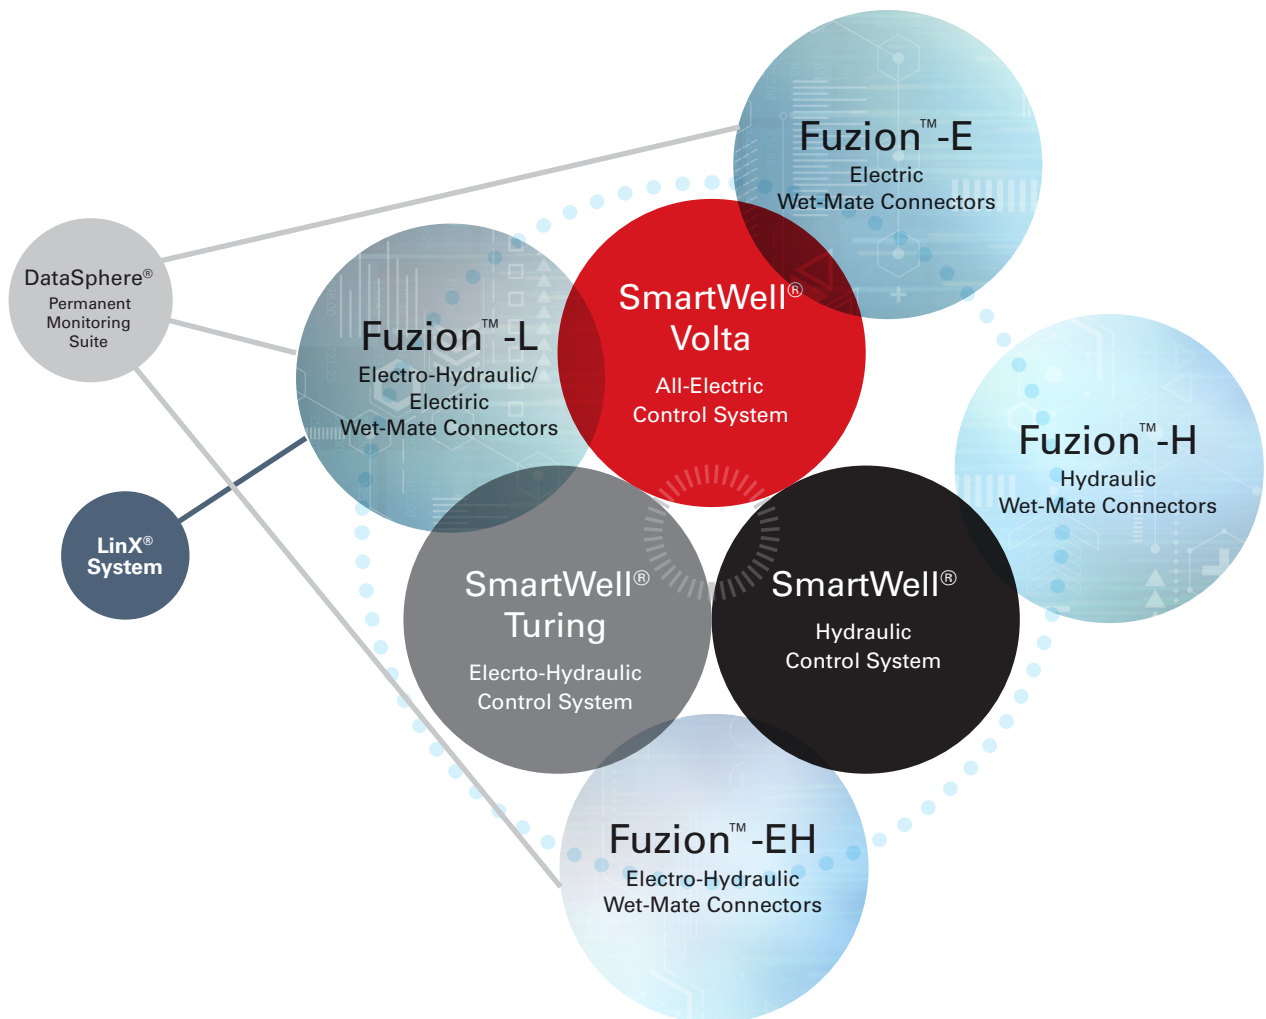 Fuzion™-E
Electric
Wet-Mate Connectors
DataSphere®
Permanent
Monitoring
Suite
Fuzion™-L
Electro-Hydraulic/
Electiric
Wet-Mate Connectors
SmartWell®
Volta
All-Electric
Control System
Fuzion™-H
Hydraulic
Wet-Mate Connectors
LinX®
System
SmartWell®
Turing
Elecrto-Hydraulic
Control System
SmartWell®
Hydraulic
Control System
Fuzion™-EH
Electro-Hydraulic
Wet-Mate Connectors